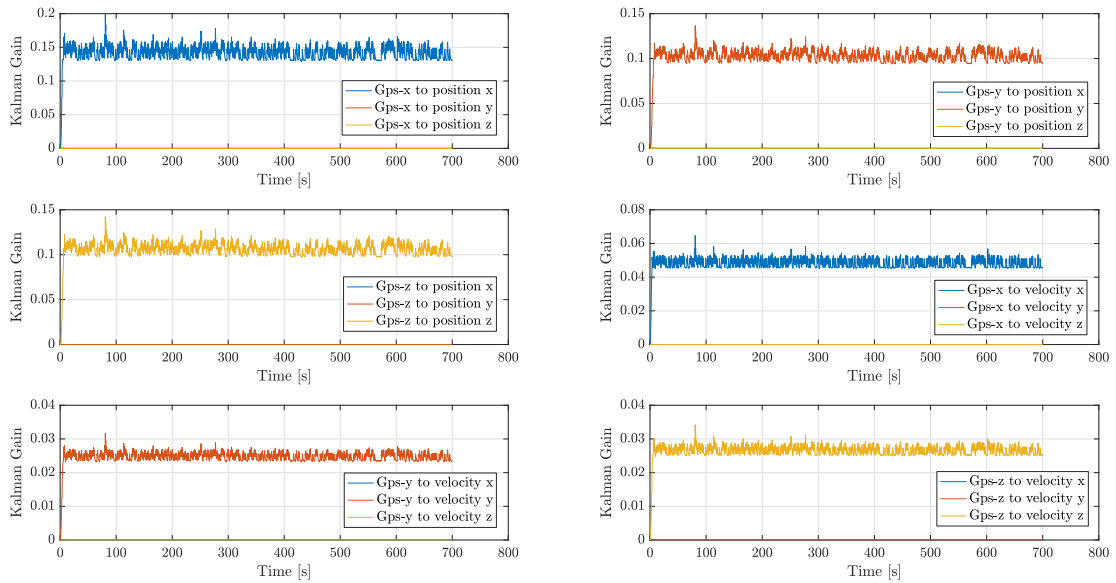 Kalman Gain
0.2
0.15
0.1
0.05
0
Gps-x to position x
Gps-x to position y
Gps-x to position z
0 100 200 300 400 500 600 700 800
Time [s]
Kalman Gain
0.15
0.1
0.05
0
Gps-y to position x
Gps-y to position y
Gps-y to position z
0 100 200 300 400 500 600 700 800
Time [s]
Kalman Gain
0.15
0.1
0.05
0
Gps-z to position x
Gps-z to position y
Gps-z to position z
0 100 200 300 400 500 600 700 800
Time [s]
Kalman Gain
0.08
0.06
0.04
0.02
0
Gps-x to velocity x
Gps-x to velocity y
Gps-x to velocity z
0 100 200 300 400 500 600 700 800
Time [s]
Kalman Gain
0.04
0.03
0.02
0.01
0
Gps-y to velocity x
Gps-y to velocity y
Gps-y to velocity z
0 100 200 300 400 500 600 700 800
Time [s]
Kalman Gain
0.04
0.03
0.02
0.01
0
Gps-z to velocity x
Gps-z to velocity y
Gps-z to velocity z
0 100 200 300 400 500 600 700 800
Time [s]